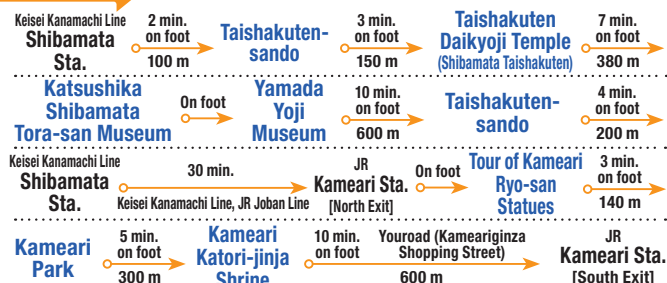 Keisei Kanamachi Line
Shibamata
Sta.
2 min.
on foot
100 m
Taishakuten-
sando
3 min.
on foot
150 m
Taishakuten
Daikyoji Temple
(Shibamata Taishakuten)
7 min.
on foot
380 m
Katsushika
Shibamata
Tora-san Museum
On foot
Yamada
Yoji
Museum
10 min.
on foot
600 m
Taishakuten-
sando
4 min.
on foot
200 m
Keisei Kanamachi Line
Shibamata
Sta.
30 min.
Keisei Kanamachi Line, JR Joban Line
JR
Kameari Sta.
[North Exit]
On foot
Tour of Kameari
Ryo-san
Statues
3 min.
on foot
140 m
Kameari
Park
5 min.
on foot
300 m
Kameari
Katori-jinja
Shrine
10 min.
on foot
Youroad (Kameariginza
Shopping Street)
600 m
JR
Kameari Sta.
[South Exit]